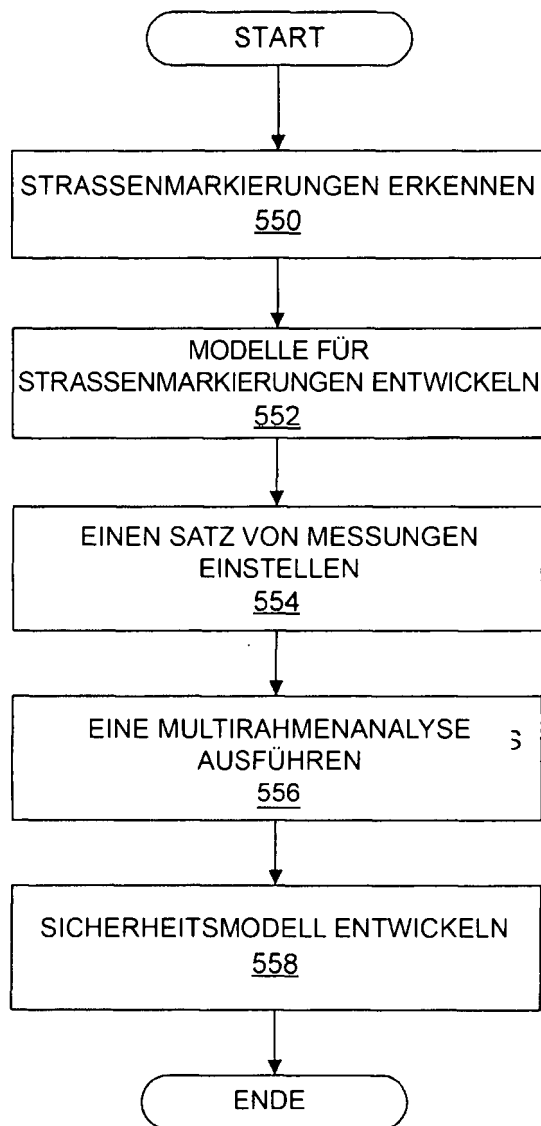 START
STRASSENMARKIERUNGEN ERKENNEN
550
MODELLE FÜR
STRASSENMARKIERUNGEN ENTWICKELN
552
EINEN SATZ VON MESSUNGEN
EINSTELLEN
554
EINE MULTIRAHMENANALYSE
AUSFÜHREN
556
SICHERHEITSMODELL ENTWICKELN
558
ENDE